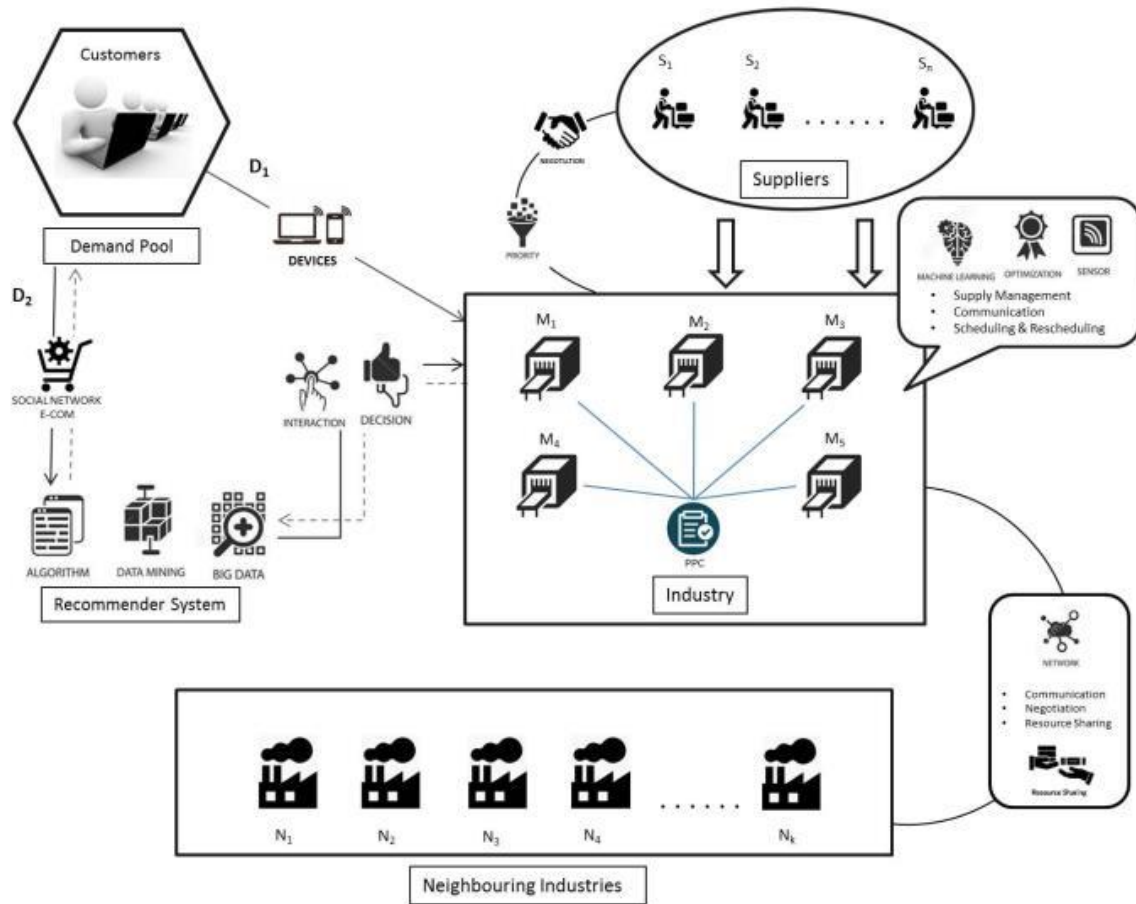 Customers
D1
Demand Pool
D2
DEVICES
SOCIAL NETWORK
E-COM
INTERACTION
DECISION
ALGORITHM
DATA MINING
BIG DATA
Recommender System
S1
S2
......
Sn
Suppliers
NEGOTIATION
PRIORITY
MACHINE LEARNING
OPTIMIZATION
SENSOR
• Supply Management
• Communication
• Scheduling & Rescheduling
M1
M2
M3
M4
M5
PPC
Industry
NETWORK
• Communication
• Negotiation
• Resource Sharing
Resource Sharing
N1
N2
N3
N4
......
Nk
Neighbouring Industries